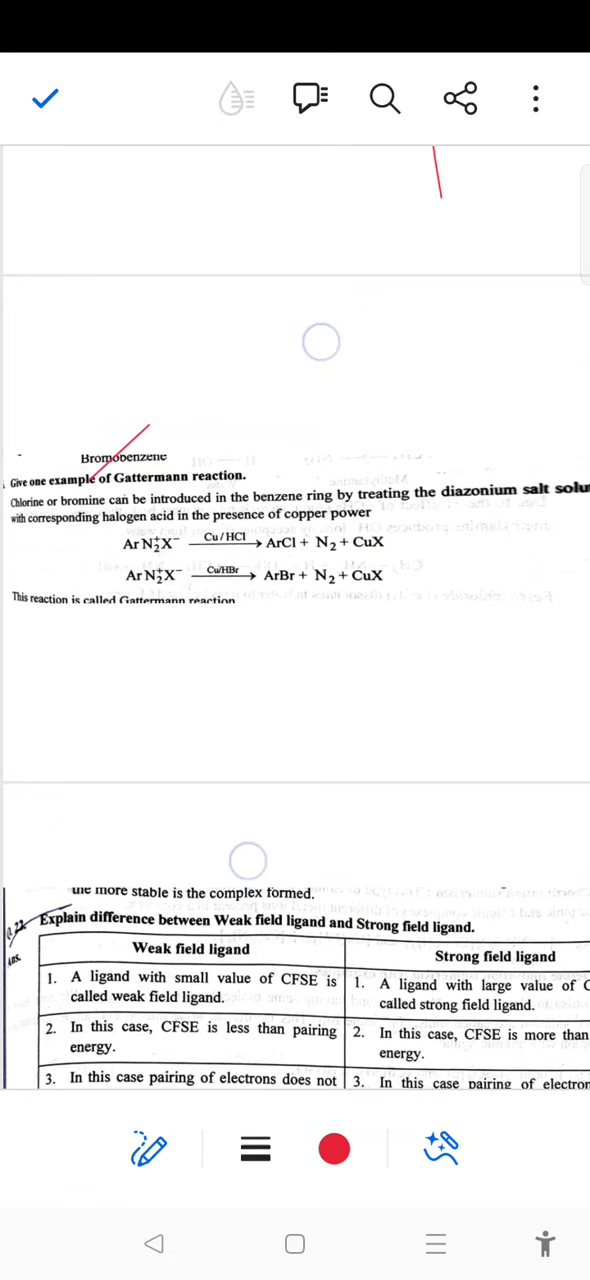 Bromobenzene
Give one example of Gattermann reaction.
Chlorine or bromine can be introduced in the benzene ring by treating the diazonium salt solu
with corresponding halogen acid in the presence of copper power
ArN₂⁺X⁻ Cu/HCl → ArCl + N₂ + CuX
ArN₂⁺X⁻ Cu/HBr → ArBr + N₂ + CuX
This reaction is called Gattermann reaction
the more stable is the complex formed.
Q.22. Explain difference between Weak field ligand and Strong field ligand.
Ans.
Weak field ligand
Strong field ligand
1. A ligand with small value of CFSE is
called weak field ligand.
1. A ligand with large value of C
called strong field ligand.
2. In this case, CFSE is less than pairing
energy.
2. In this case, CFSE is more than
energy.
3. In this case pairing of electrons does not
3. In this case pairing of electron